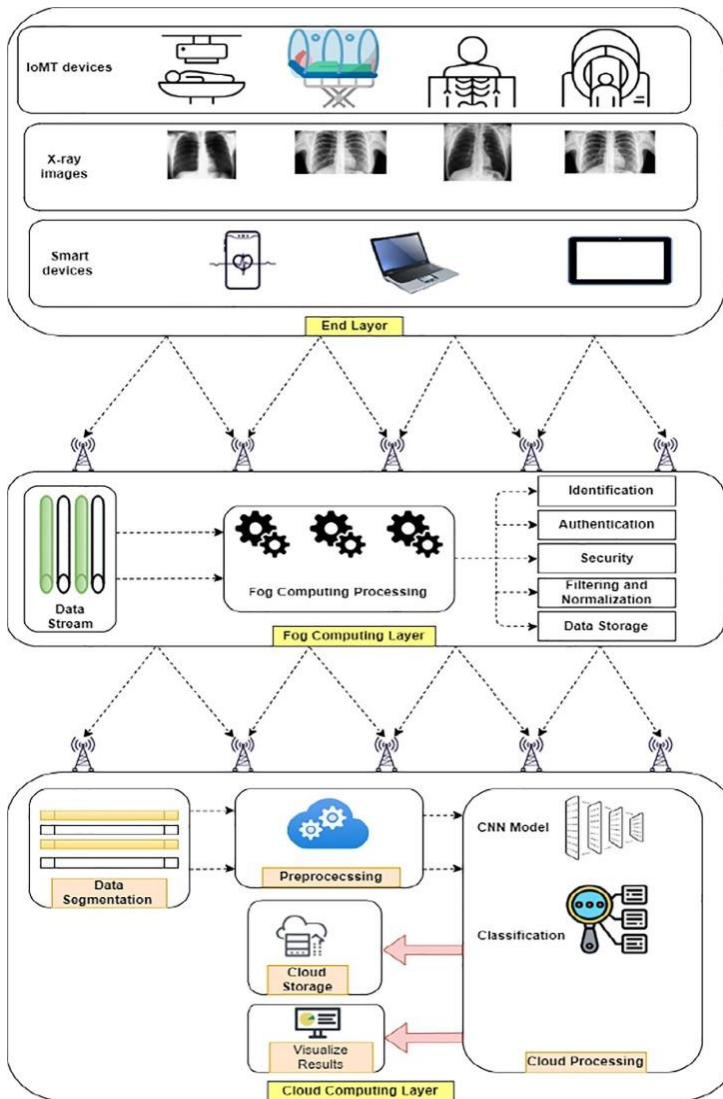 IoMT devices
X-ray
images
Smart
devices
End Layer
Data
Stream
Fog Computing Processing
Identification
Authentication
Security
Filtering and
Normalization
Data Storage
Fog Computing Layer
Data
Segmentation
Preprocecssing
CNN Model
Classification
Cloud
Storage
Visualize
Results
Cloud Processing
Cloud Computing Layer